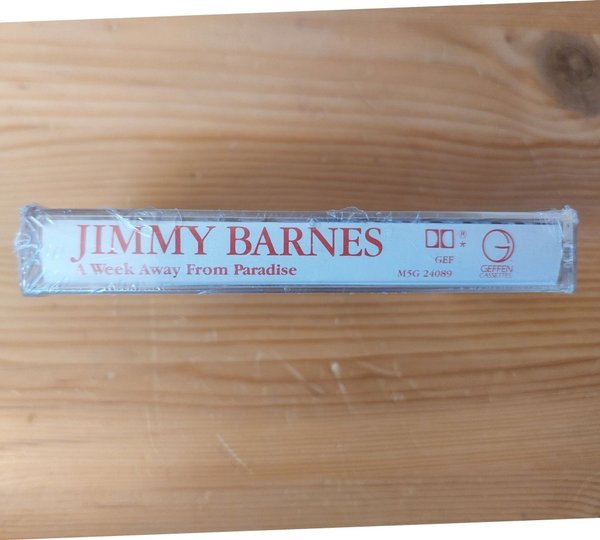 JIMMY BARNES
A Week Away From Paradise
GEF
M5G 24089
®
*
G
GEFFEN
CASSETTES